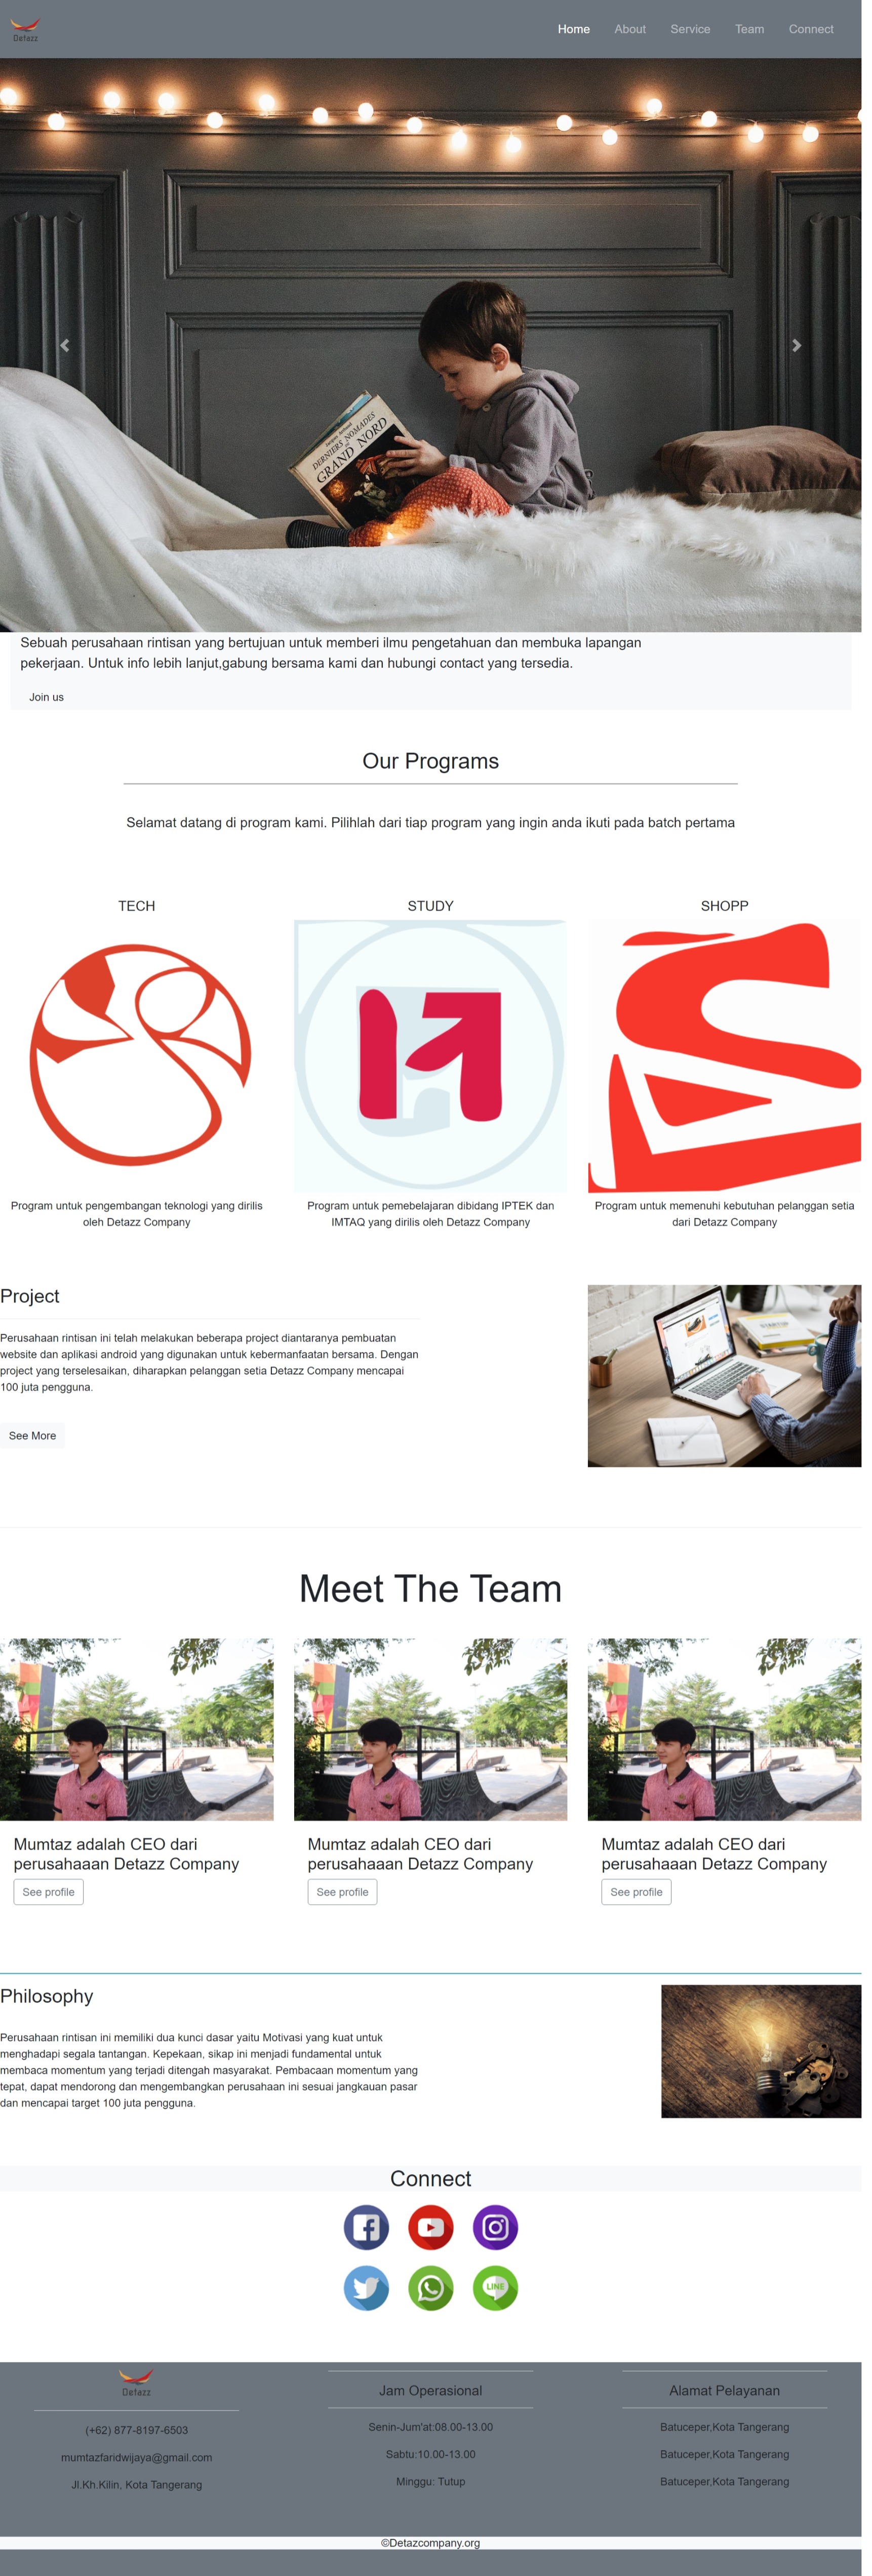 Detazz
Home About Service Team Connect
DERNIERS NOMADES
GRAND NORD
Sebuah perusahaan rintisan yang bertujuan untuk memberi ilmu pengetahuan dan membuka lapangan
pekerjaan. Untuk info lebih lanjut,gabung bersama kami dan hubungi contact yang tersedia.
Join us
Our Programs
Selamat datang di program kami. Pilihlah dari tiap program yang ingin anda ikuti pada batch pertama
TECH
Program untuk pengembangan teknologi yang dirilis
oleh Detazz Company
STUDY
Program untuk pemebelajaran dibidang IPTEK dan
IMTAQ yang dirilis oleh Detazz Company
SHOPP
Program untuk memenuhi kebutuhan pelanggan setia
dari Detazz Company
Project
Perusahaan rintisan ini telah melakukan beberapa project diantaranya pembuatan
website dan aplikasi android yang digunakan untuk kebermanfaatan bersama. Dengan
project yang terselesaikan, diharapkan pelanggan setia Detazz Company mencapai
100 juta pengguna.
See More
Meet The Team
Mumtaz adalah CEO dari
perusahaaan Detazz Company
See profile
Mumtaz adalah CEO dari
perusahaaan Detazz Company
See profile
Mumtaz adalah CEO dari
perusahaaan Detazz Company
See profile
Philosophy
Perusahaan rintisan ini memiliki dua kunci dasar yaitu Motivasi yang kuat untuk
menghadapi segala tantangan. Kepekaan, sikap ini menjadi fundamental untuk
membaca momentum yang terjadi ditengah masyarakat. Pembacaan momentum yang
tepat, dapat mendorong dan mengembangkan perusahaan ini sesuai jangkauan pasar
dan mencapai target 100 juta pengguna.
Connect
LINE
Detazz
(+62) 877-8197-6503
mumtazfaridwijaya@gmail.com
Jl.Kh.Kilin, Kota Tangerang
Jam Operasional
Senin-Jum'at:08.00-13.00
Sabtu:10.00-13.00
Minggu: Tutup
Alamat Pelayanan
Batuceper,Kota Tangerang
Batuceper,Kota Tangerang
Batuceper,Kota Tangerang
©Detazcompany.org